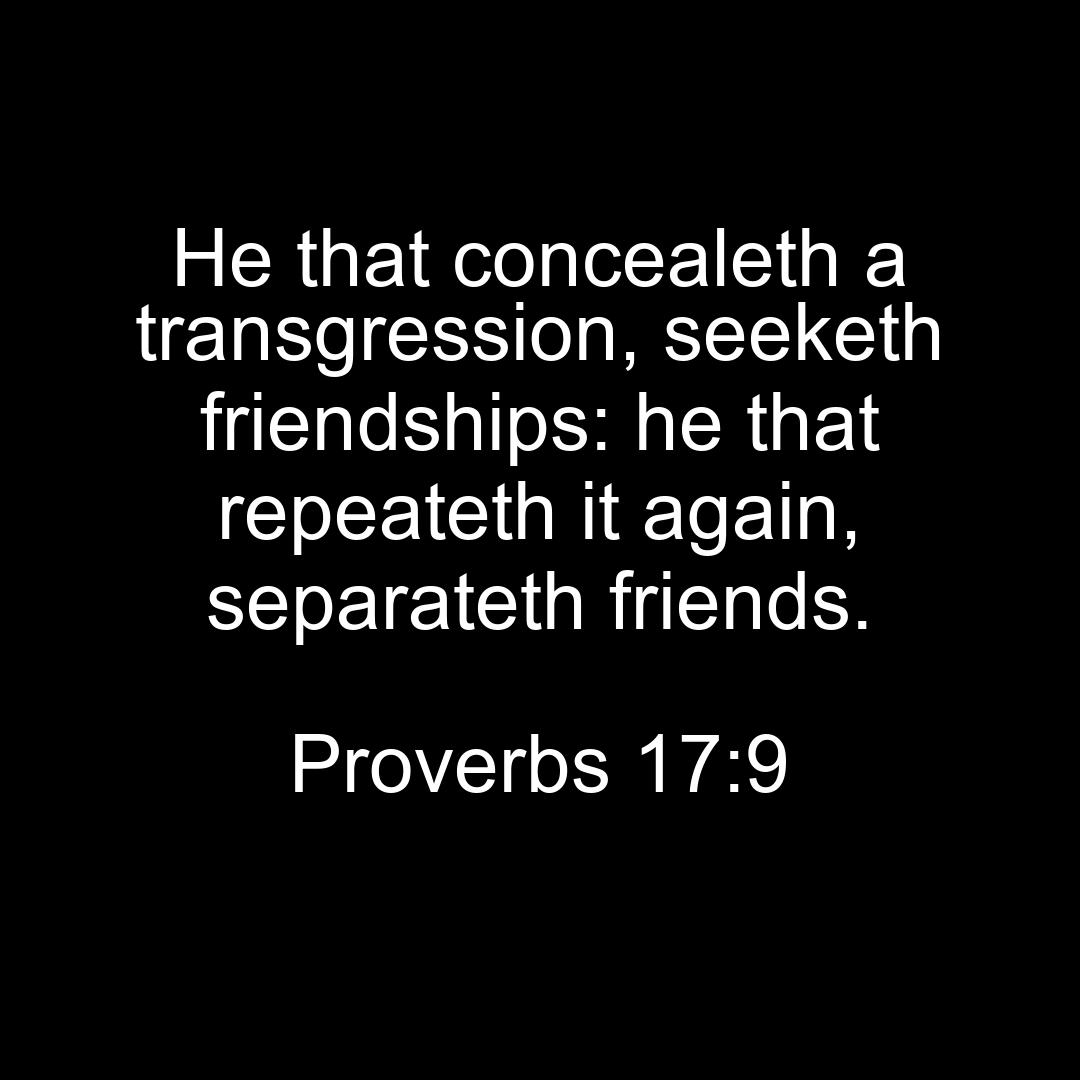 He that concealeth a
transgression, seeketh
friendships: he that
repeateth it again,
separateth friends.
Proverbs 17:9